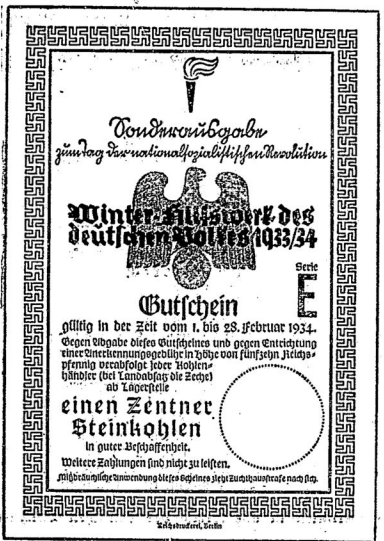 Sonderausgabe
zum Tag der nationalsozialistischen Revolution
Winter-Hilfswerk des
deutschen Volkes 1933/34
Serie
E
Gutschein
gültig in der Zeit vom 1. bis 28. Februar 1934.
Gegen Abgabe dieses Gutscheines und gegen Entrichtung
einer Anerkennungsgebühr in Höhe von fünfzehn Reichs-
pfennig verabfolgt jeder Kohlen-
händler (bei Landabsatz die Zeche)
ab Lagerstelle
einen Zentner
Steinkohlen
in guter Beschaffenheit.
Weitere Zahlungen sind nicht zu leisten.
Mißbräuchliche Anwendung dieses Scheines zieht Zuchthausstrafe nach sich.
Reichsdruckerei, Berlin